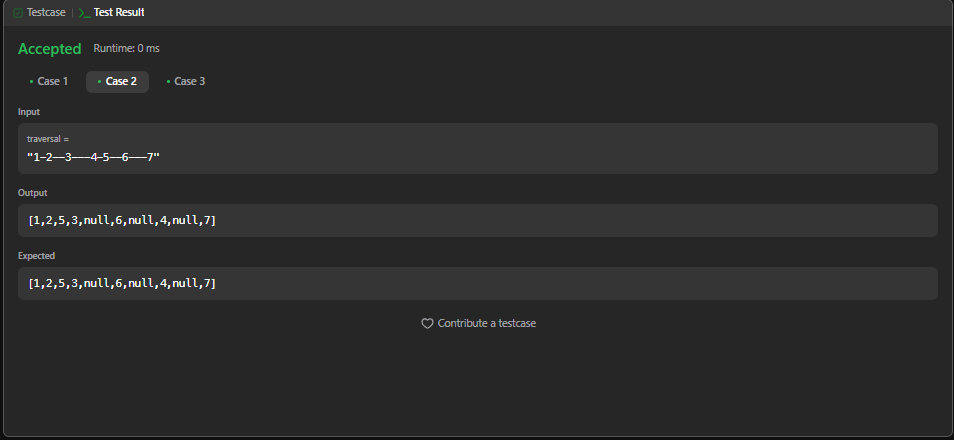 Testcase | >_ Test Result
Accepted Runtime: 0 ms
• Case 1 • Case 2 • Case 3
Input
traversal =
"1-2--3---4-5--6---7"
Output
[1,2,5,3,null,6,null,4,null,7]
Expected
[1,2,5,3,null,6,null,4,null,7]
Contribute a testcase